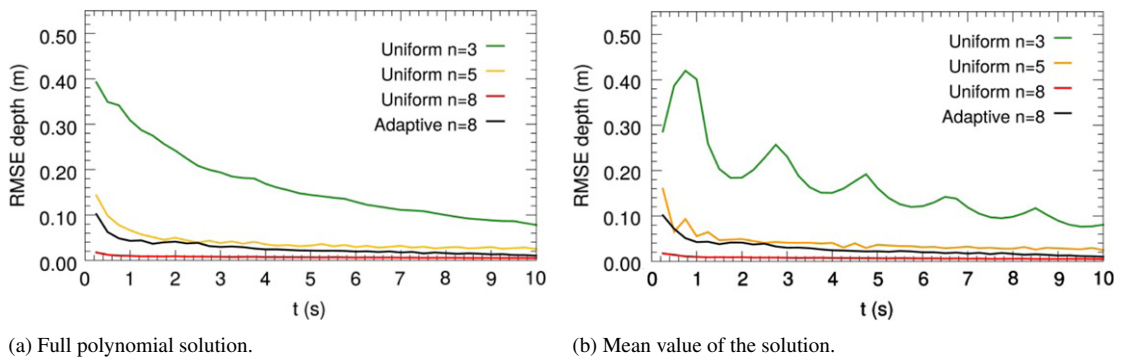 0.50
0.40
0.30
0.20
0.10
0.00
RMSE depth (m)
Uniform n=3
Uniform n=5
Uniform n=8
Adaptive n=8
0 1 2 3 4 5 6 7 8 9 10
t (s)
(a) Full polynomial solution.
0.50
0.40
0.30
0.20
0.10
0.00
RMSE depth (m)
Uniform n=3
Uniform n=5
Uniform n=8
Adaptive n=8
0 1 2 3 4 5 6 7 8 9 10
t (s)
(b) Mean value of the solution.